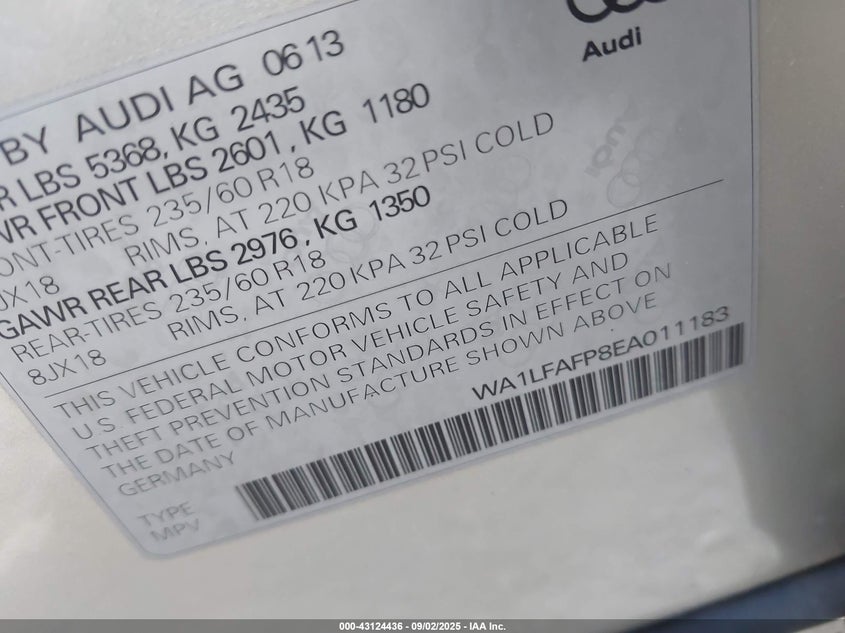 Audi
BY AUDI AG 0613
R LBS 5368, KG 2435
WR FRONT LBS 2601, KG 1180
ONT-TIRES 235/60 R18
JX18 RIMS, AT 220 KPA 32 PSI COLD
GAWR REAR LBS 2976, KG 1350
REAR-TIRES 235/60 R18
8JX18 RIMS, AT 220 KPA 32 PSI COLD
THIS VEHICLE CONFORMS TO ALL APPLICABLE
U.S. FEDERAL MOTOR VEHICLE SAFETY AND
THEFT PREVENTION STANDARDS IN EFFECT ON
THE DATE OF MANUFACTURE SHOWN ABOVE
GERMANY
WA1LFAFP8EA011183
TYPE
MPV
000-43124436 - 09/02/2025 - IAA Inc.